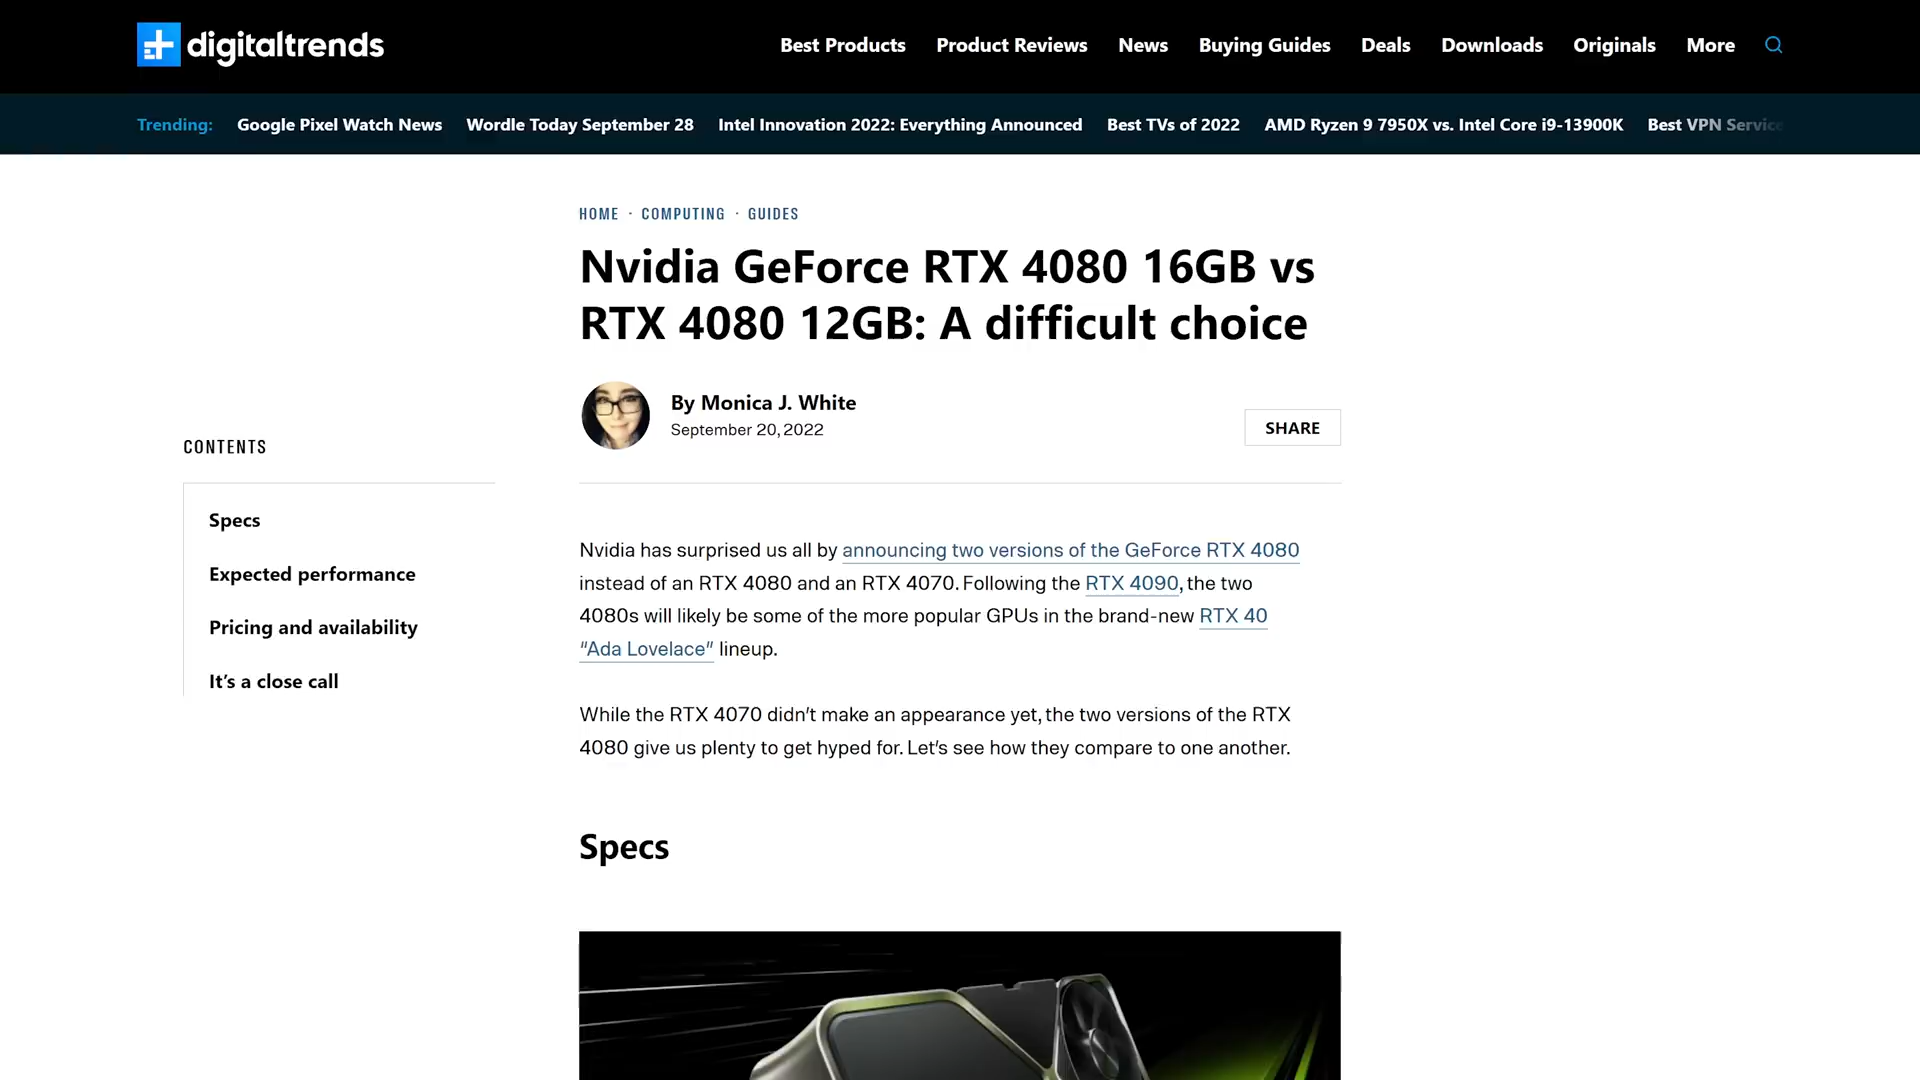 digitaltrends
Best Products Product Reviews News Buying Guides Deals Downloads Originals More
Trending: Google Pixel Watch News Wordle Today September 28 Intel Innovation 2022: Everything Announced Best TVs of 2022 AMD Ryzen 9 7950X vs. Intel Core i9-13900K Best VPN Service
HOME · COMPUTING · GUIDES
Nvidia GeForce RTX 4080 16GB vs
RTX 4080 12GB: A difficult choice
By Monica J. White
September 20, 2022
SHARE
CONTENTS
Specs
Expected performance
Pricing and availability
It’s a close call
Nvidia has surprised us all by announcing two versions of the GeForce RTX 4080
instead of an RTX 4080 and an RTX 4070. Following the RTX 4090, the two
4080s will likely be some of the more popular GPUs in the brand-new RTX 40
“Ada Lovelace” lineup.
While the RTX 4070 didn’t make an appearance yet, the two versions of the RTX
4080 give us plenty to get hyped for. Let’s see how they compare to one another.
Specs